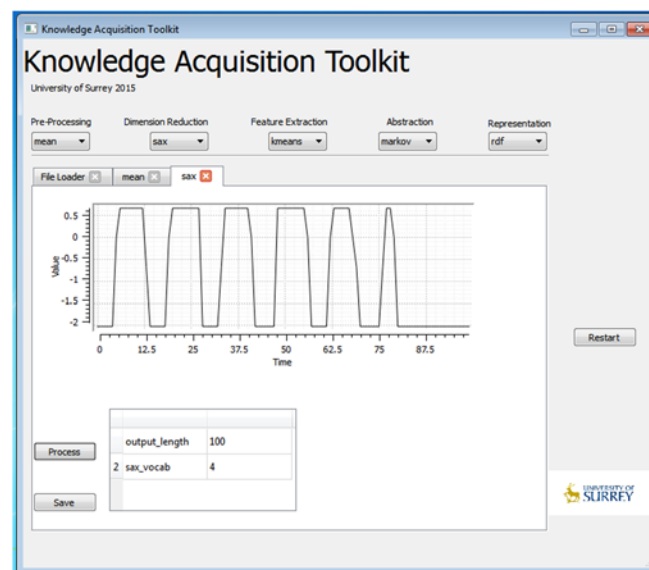 Knowledge Acquisition Toolkit
Knowledge Acquisition Toolkit
University of Surrey 2015
Pre-Processing Dimension Reduction Feature Extraction Abstraction Representation
mean sax kmeans markov rdf
File Loader mean sax
0.5
0
-0.5
-1
-1.5
-2
Value
0 12.5 25 37.5 50 62.5 75 87.5
Time
Restart
output_length 100
Process
2 sax_vocab 4
Save
UNIVERSITY OF
SURREY